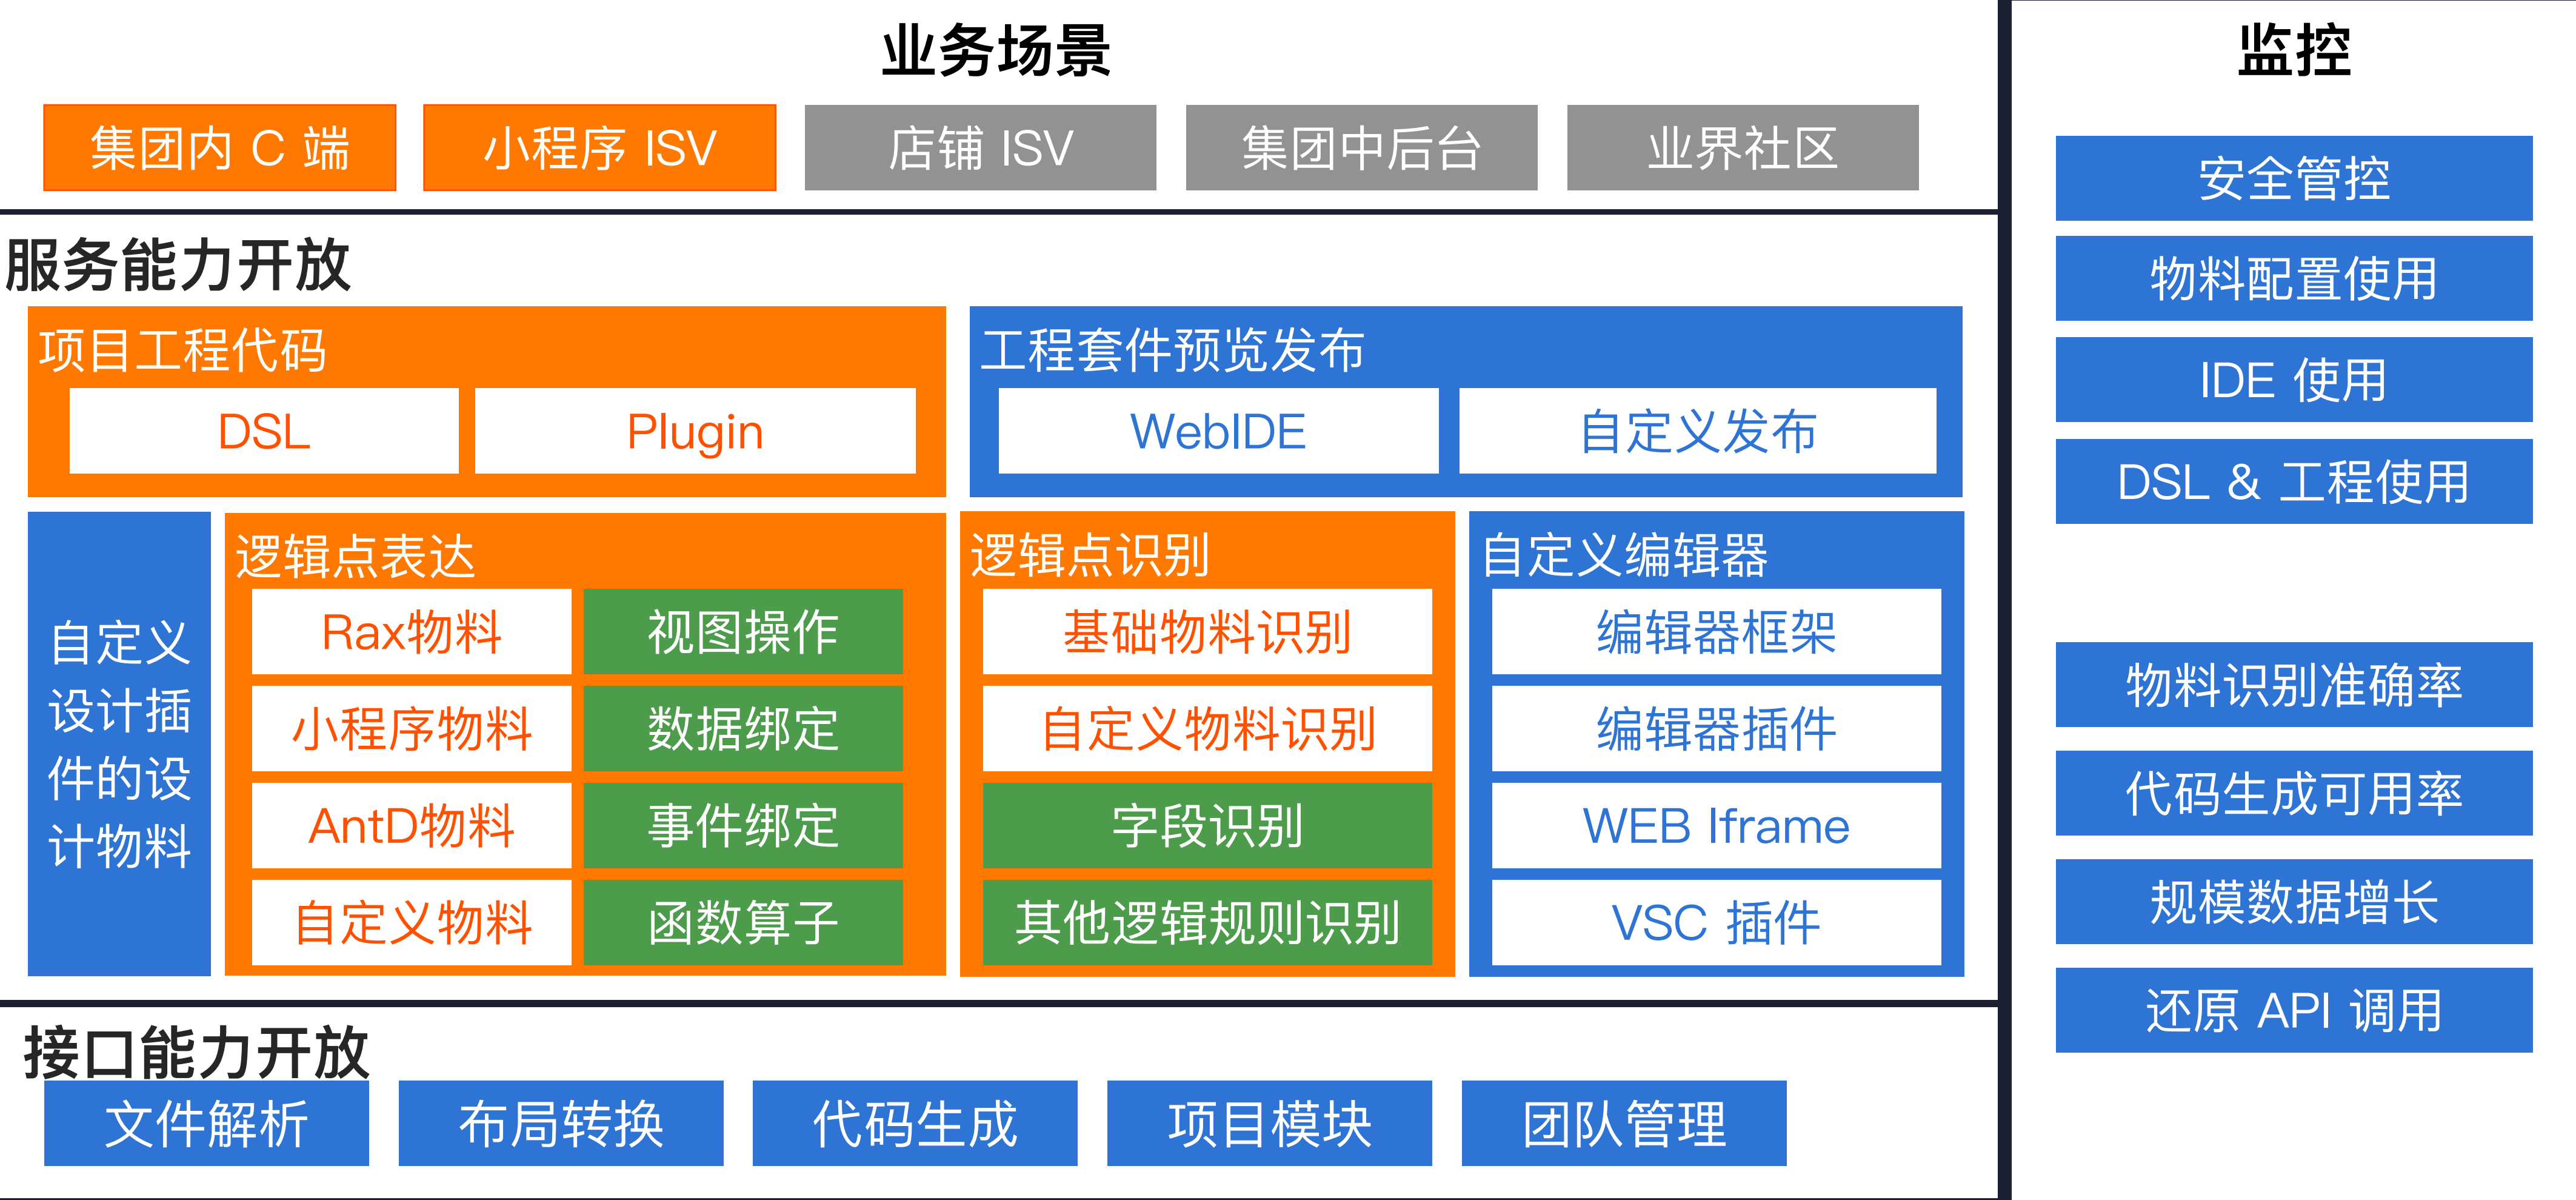 业务场景
集团内 C 端
小程序 ISV
店铺 ISV
集团中后台
业界社区
服务能力开放
项目工程代码
DSL
Plugin
工程套件预览发布
WebIDE
自定义发布
自定义
设计插
件的设
计物料
逻辑点表达
Rax物料
视图操作
小程序物料
数据绑定
AntD物料
事件绑定
自定义物料
函数算子
逻辑点识别
基础物料识别
自定义物料识别
字段识别
其他逻辑规则识别
自定义编辑器
编辑器框架
编辑器插件
WEB Iframe
VSC 插件
接口能力开放
文件解析
布局转换
代码生成
项目模块
团队管理
监控
安全管控
物料配置使用
IDE 使用
DSL & 工程使用
物料识别准确率
代码生成可用率
规模数据增长
还原 API 调用